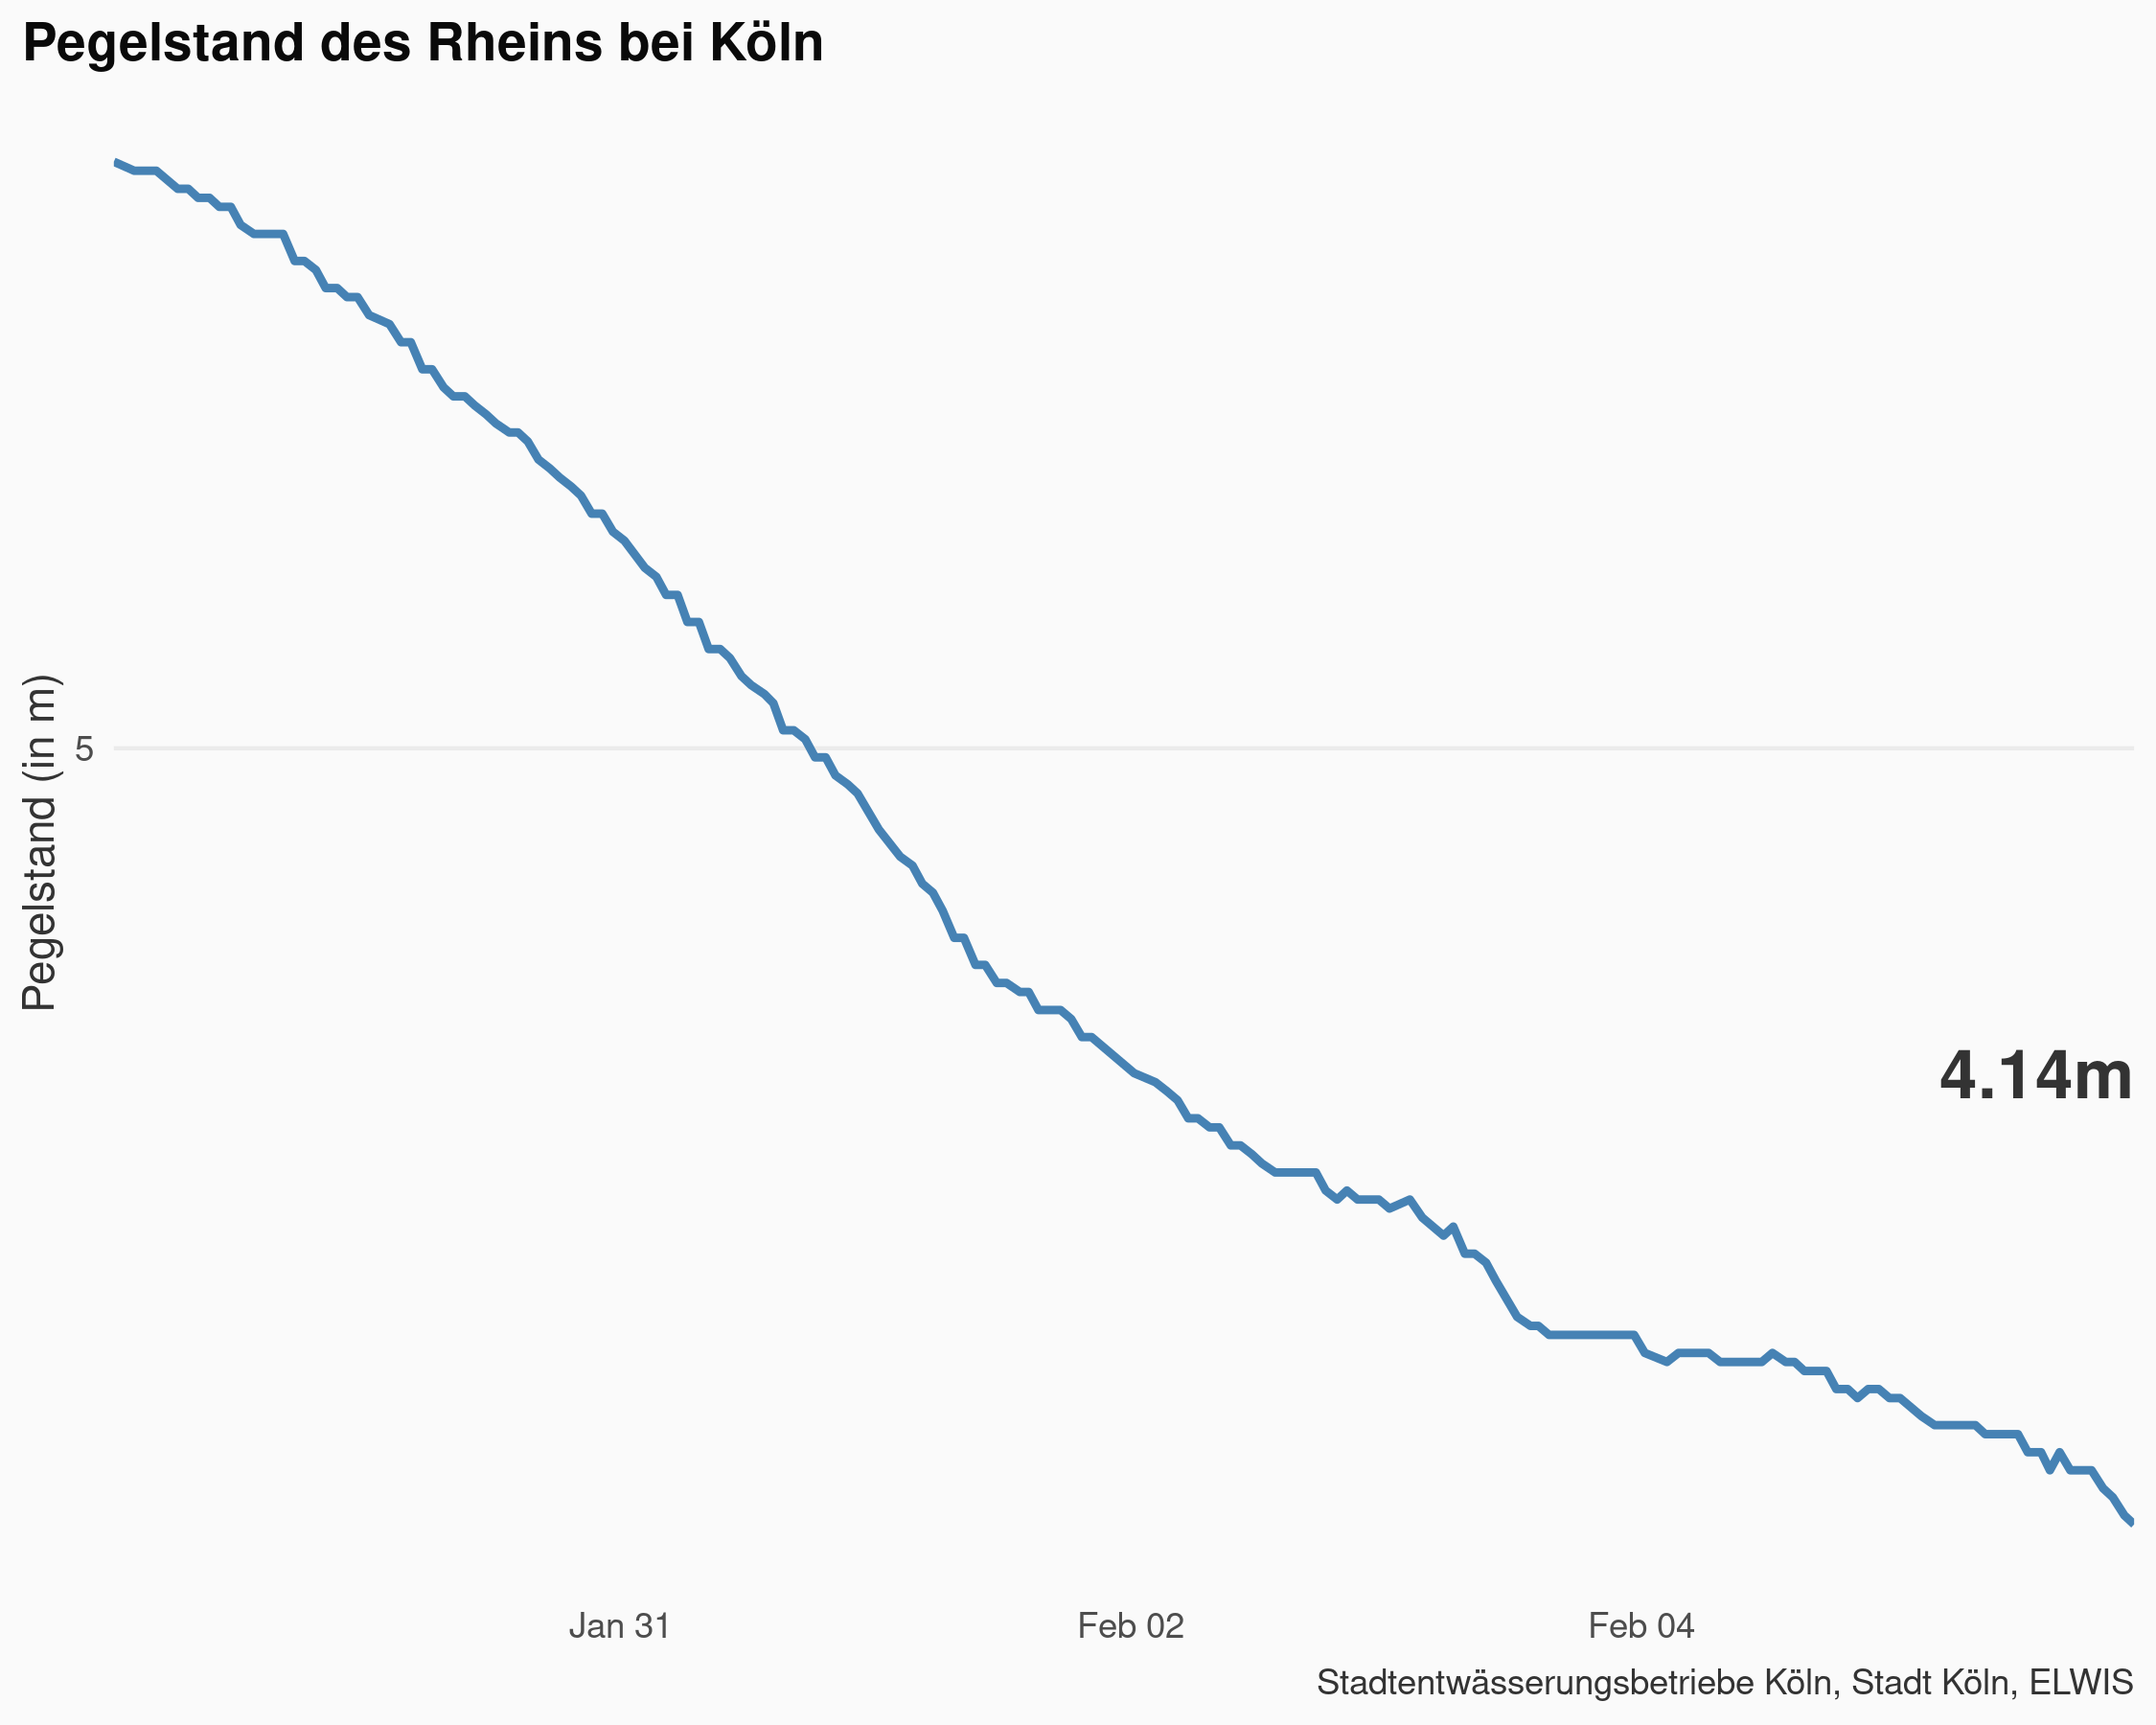 Pegelstand des Rheins bei Köln
Pegelstand (in m)
5
4.14m
Jan 31
Feb 02
Feb 04
Stadtentwässerungsbetriebe Köln, Stadt Köln, ELWIS